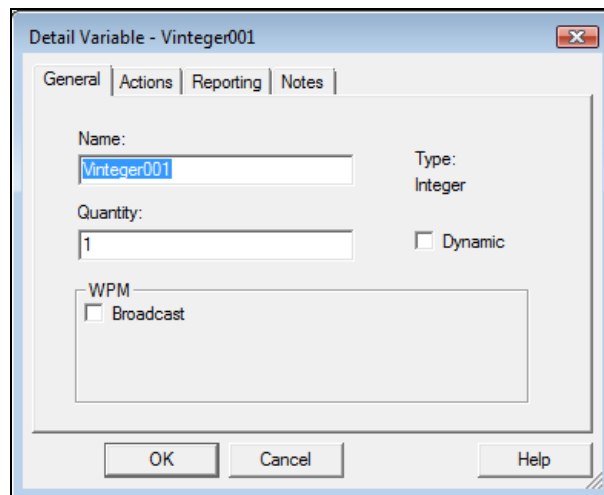 Detail Variable - Vinteger001
General Actions Reporting Notes
Name:
Vinteger001
Type:
Integer
Quantity:
1
Dynamic
WPM
Broadcast
OK Cancel Help